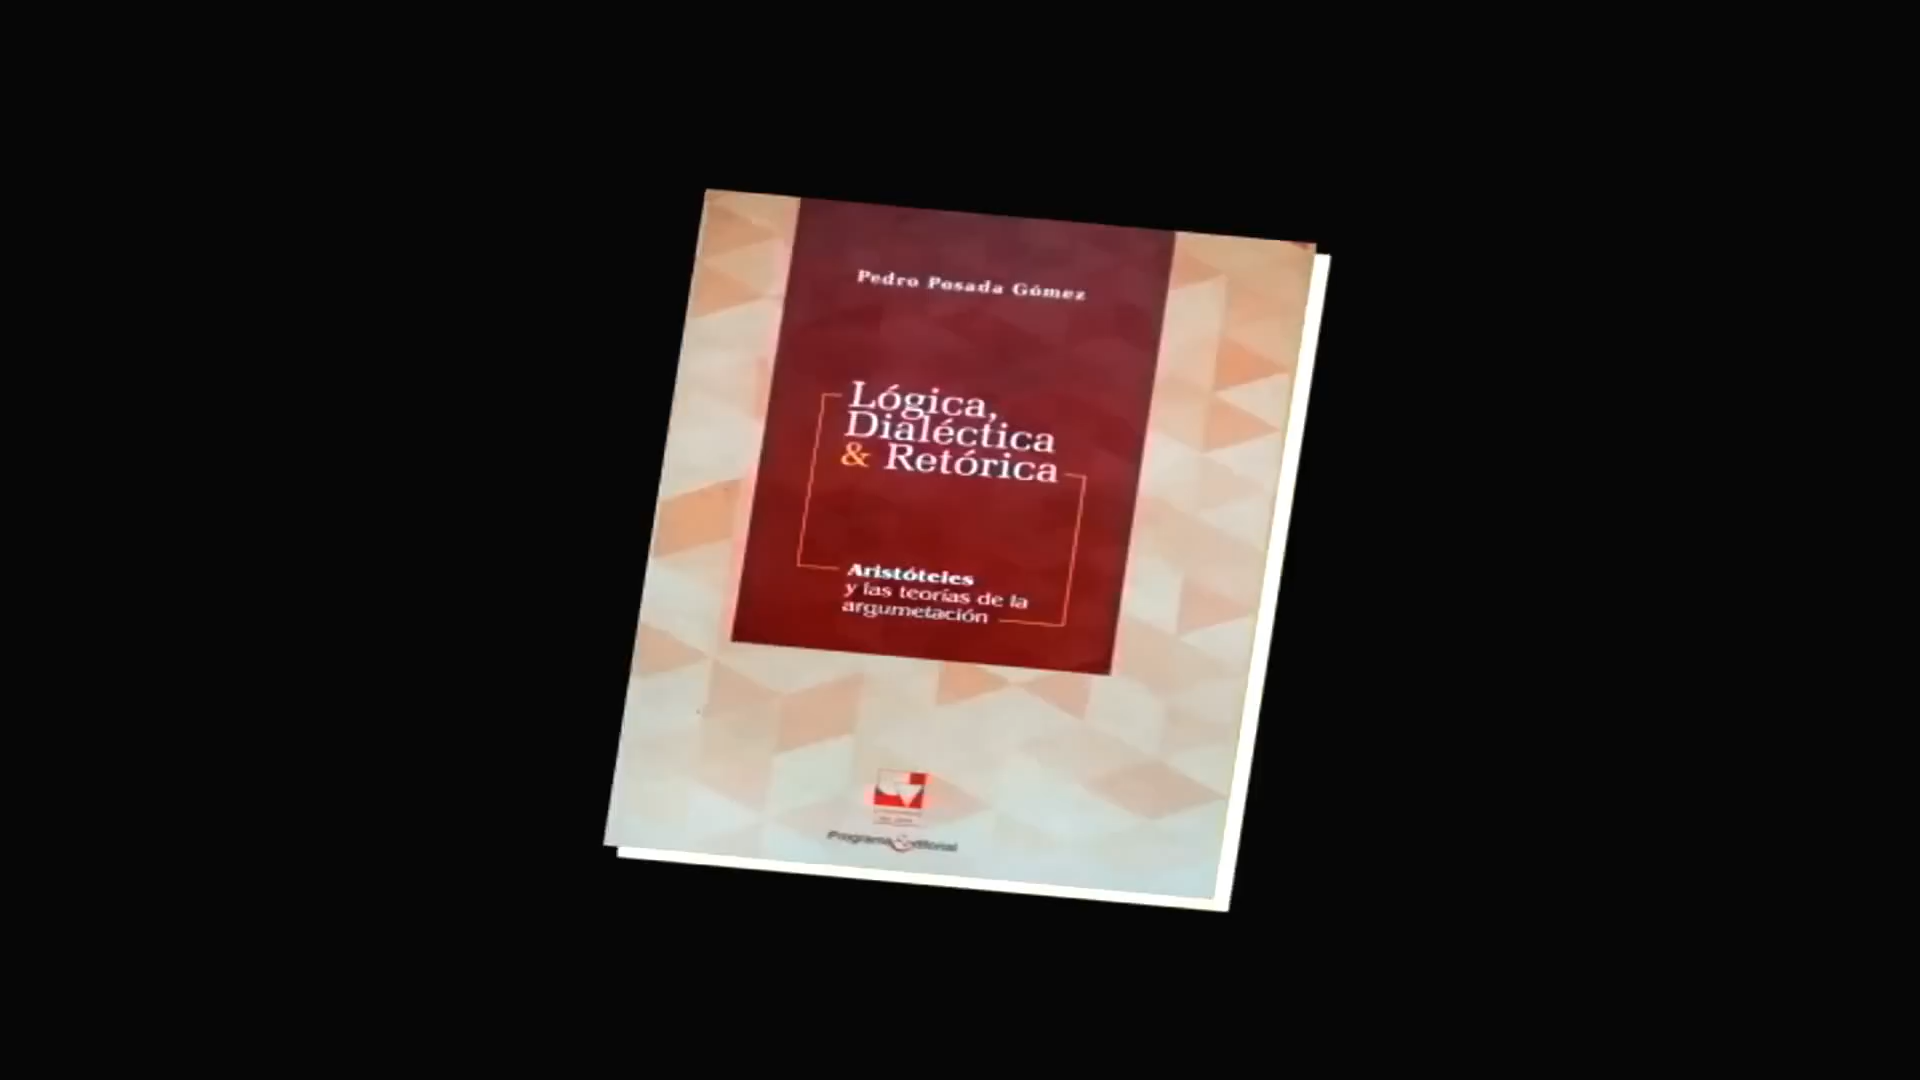 Pedro Posada Gómez
Lógica,
Dialéctica
& Retórica
Aristóteles
y las teorías de la
argumetación
Programa Editorial